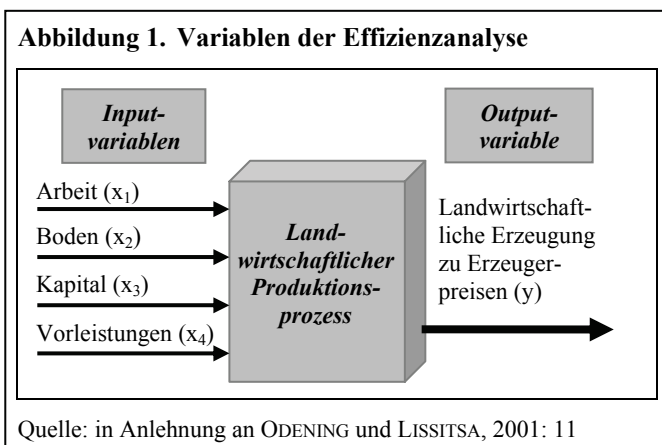 Abbildung 1. Variablen der Effizienzanalyse
Input-
variablen
Output-
variable
Arbeit (x₁)
Boden (x₂)
Kapital (x₃)
Vorleistungen (x₄)
Land-
wirtschaftlicher
Produktions-
prozess
Landwirtschaft-
liche Erzeugung
zu Erzeuger-
preisen (y)
Quelle: in Anlehnung an ODENING und LISSITSA, 2001: 11